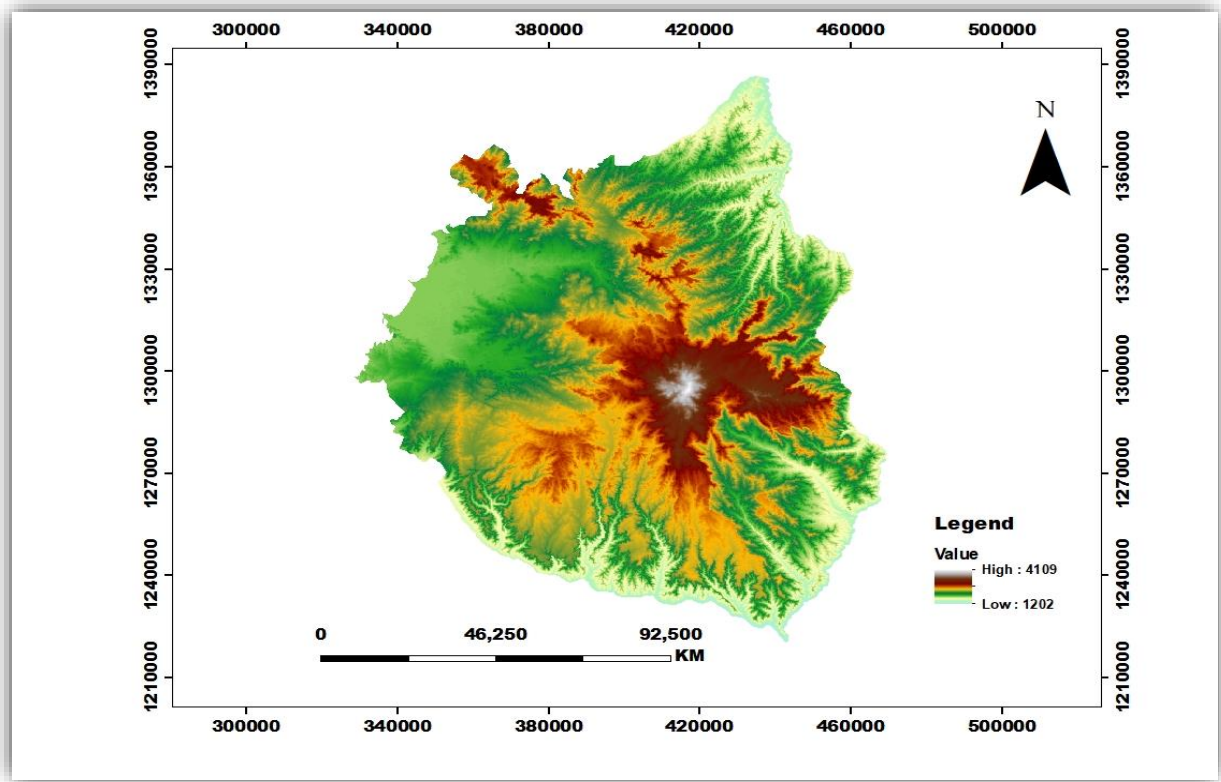 300000 340000 380000 420000 460000 500000
1390000 1390000
N
1360000 1360000
1330000 1330000
1300000 1300000
1270000 1270000
Legend
Value
High : 4109
Low : 1202
1240000 1240000
0 46,250 92,500
KM
1210000 1210000
300000 340000 380000 420000 460000 500000